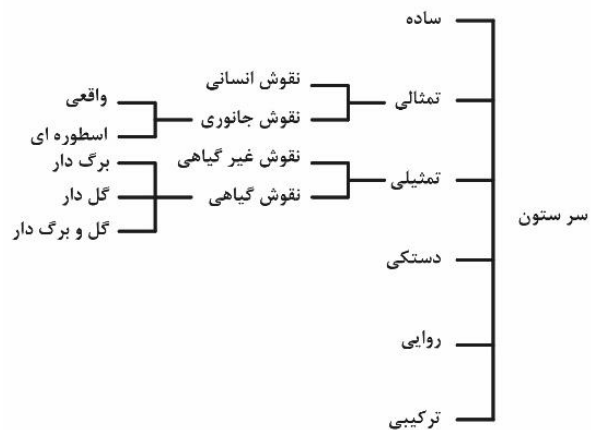 سر ستون
ساده
تمثالی
نقوش انسانی
نقوش جانوری
واقعی
اسطوره ای
تمثیلی
نقوش غیر گیاهی
نقوش گیاهی
برگ دار
گل دار
گل و برگ دار
دستکی
روایی
ترکیبی